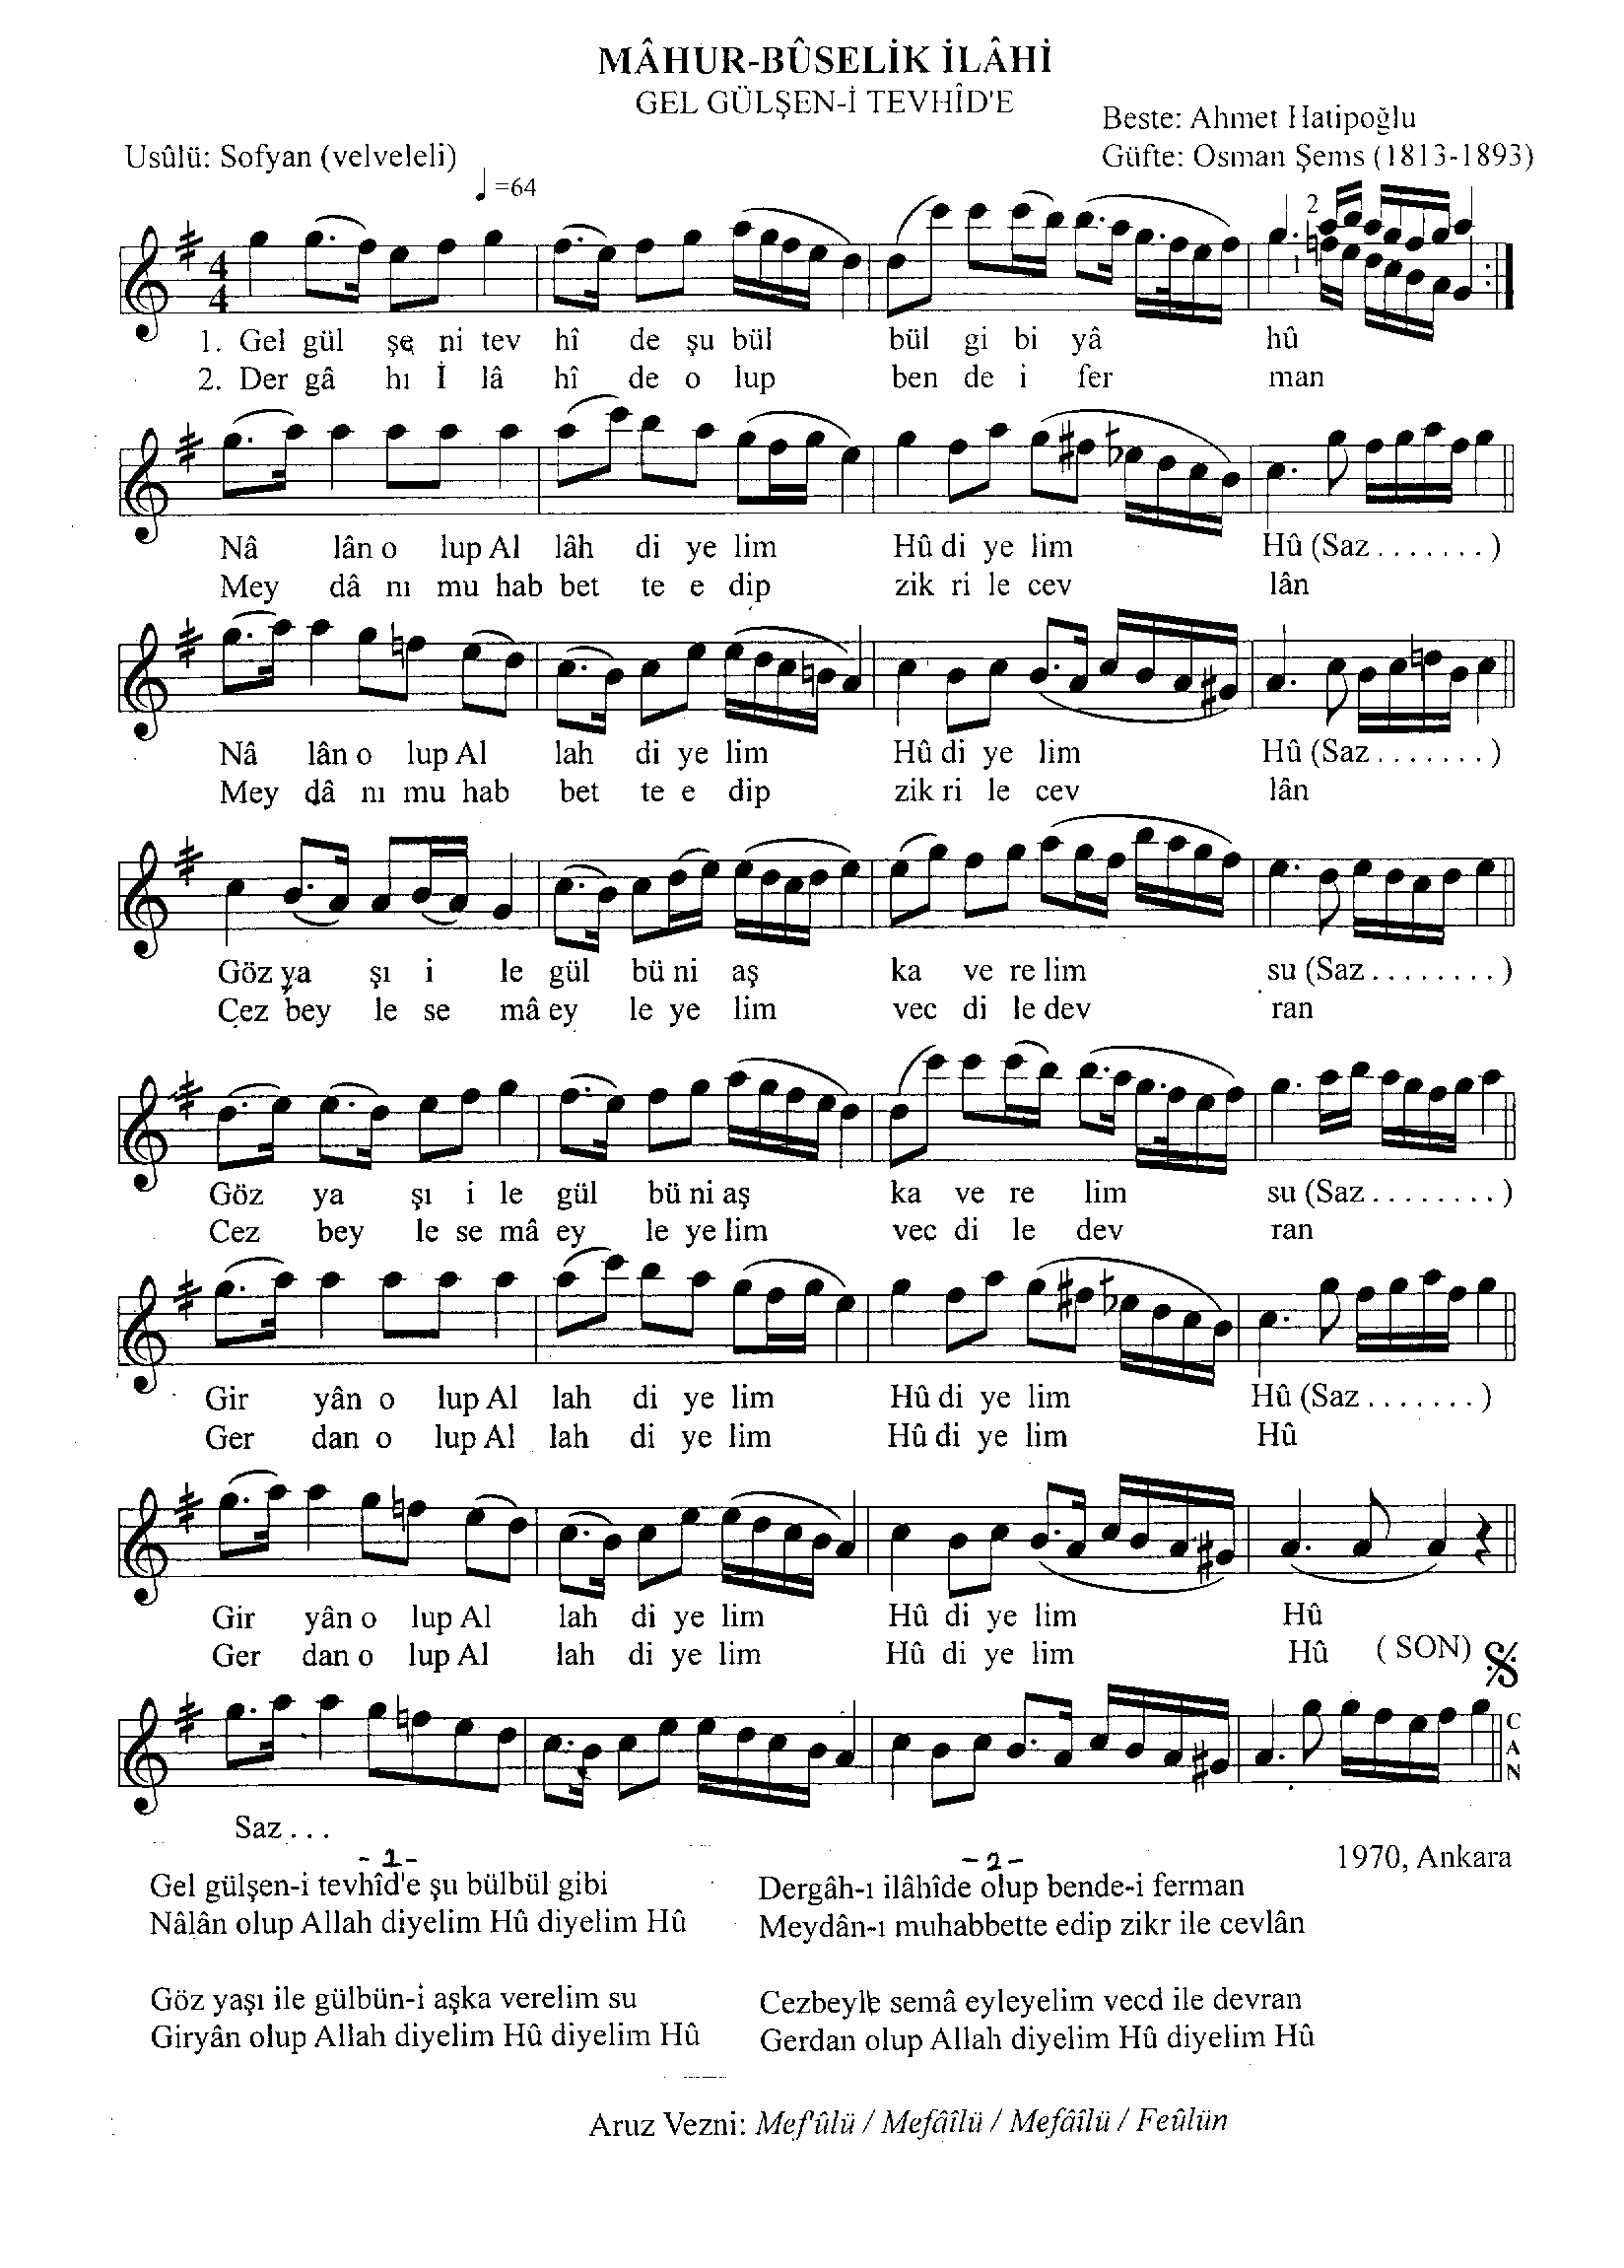 MÂHUR-BÛSELİK İLÂHİ
GEL GÜLŞEN-İ TEVHÎD'E
Beste: Ahmet Hatipoğlu
Usûlü: Sofyan (velveleli)
Güfte: Osman Şems (1813-1893)
=64
4
4
2
1
1. Gel gül şe ni tev hî de şu bül bül gi bi yâ hû
2. Der gâ hı İ lâ hî de o lup ben de i fer man
Nâ lân o lup Al lâh di ye lim Hû di ye lim Hû (Saz . . . . . . . )
Mey dâ nı mu hab bet te e dip zik ri le cev lân
Nâ lân o lup Al lah di ye lim Hû di ye lim Hû (Saz . . . . . . . )
Mey dâ nı mu hab bet te e dip zik ri le cev lân
Göz ya şı i le gül bü ni aş ka ve re lim su (Saz . . . . . . . . )
Cez bey le se mâ ey le ye lim vec di le dev ran
Göz ya şı i le gül bü ni aş ka ve re lim su (Saz . . . . . . . . )
Cez bey le se mâ ey le ye lim vec di le dev ran
Gir yân o lup Al lah di ye lim Hû di ye lim Hû (Saz . . . . . . . )
Ger dan o lup Al lah di ye lim Hû di ye lim Hû
Gir yân o lup Al lah di ye lim Hû di ye lim Hû
Ger dan o lup Al lah di ye lim Hû di ye lim Hû ( SON)
C
A
N
Saz . . .
1970, Ankara
- 1 -
Gel gülşen-i tevhîd'e şu bülbül gibi
Nâlân olup Allah diyelim Hû diyelim Hû
Göz yaşı ile gülbün-i aşka verelim su
Giryân olup Allah diyelim Hû diyelim Hû
- 2 -
Dergâh-ı ilâhîde olup bende-i ferman
Meydân-ı muhabbette edip zikr ile cevlân
Cezbeyle semâ eyleyelim vecd ile devran
Gerdan olup Allah diyelim Hû diyelim Hû
Aruz Vezni: Mef'ûlü / Mefâîlü / Mefâîlü / Feûlün